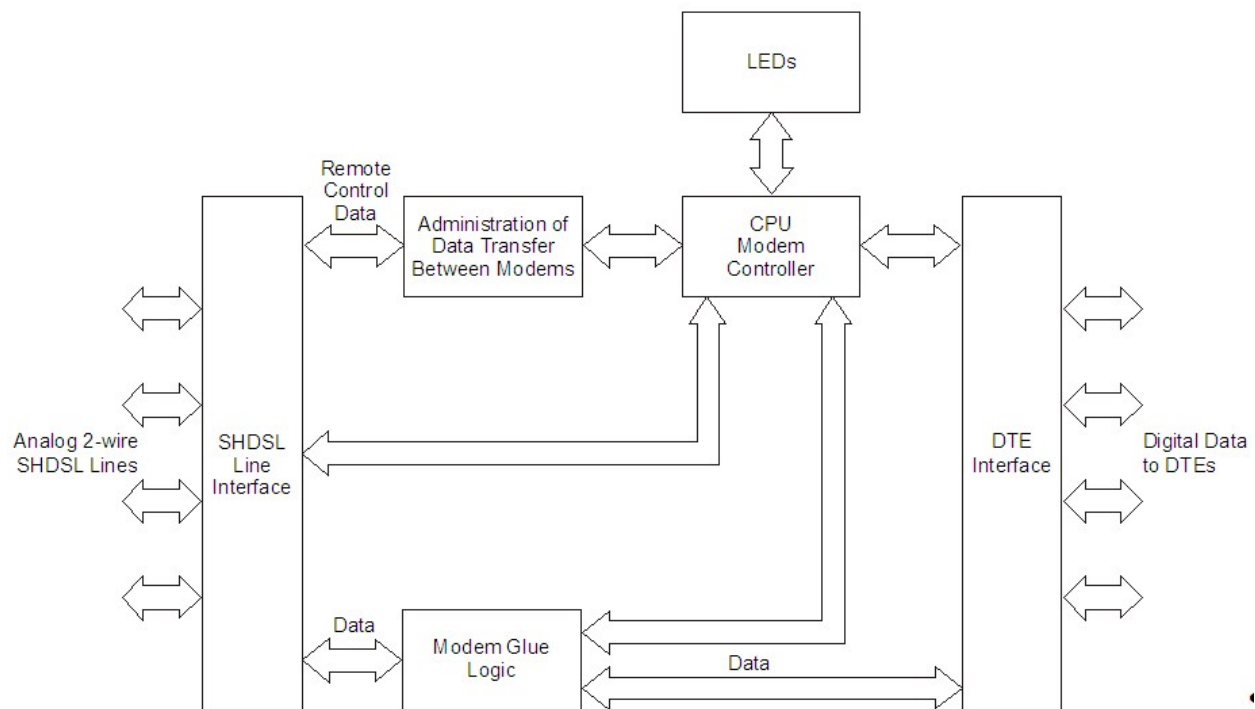 LEDs
Remote
Control
Data
Administration of
Data Transfer
Between Modems
CPU
Modem
Controller
Analog 2-wire
SHDSL Lines
SHDSL
Line
Interface
DTE
Interface
Digital Data
to DTEs
Data
Modem Glue
Logic
Data